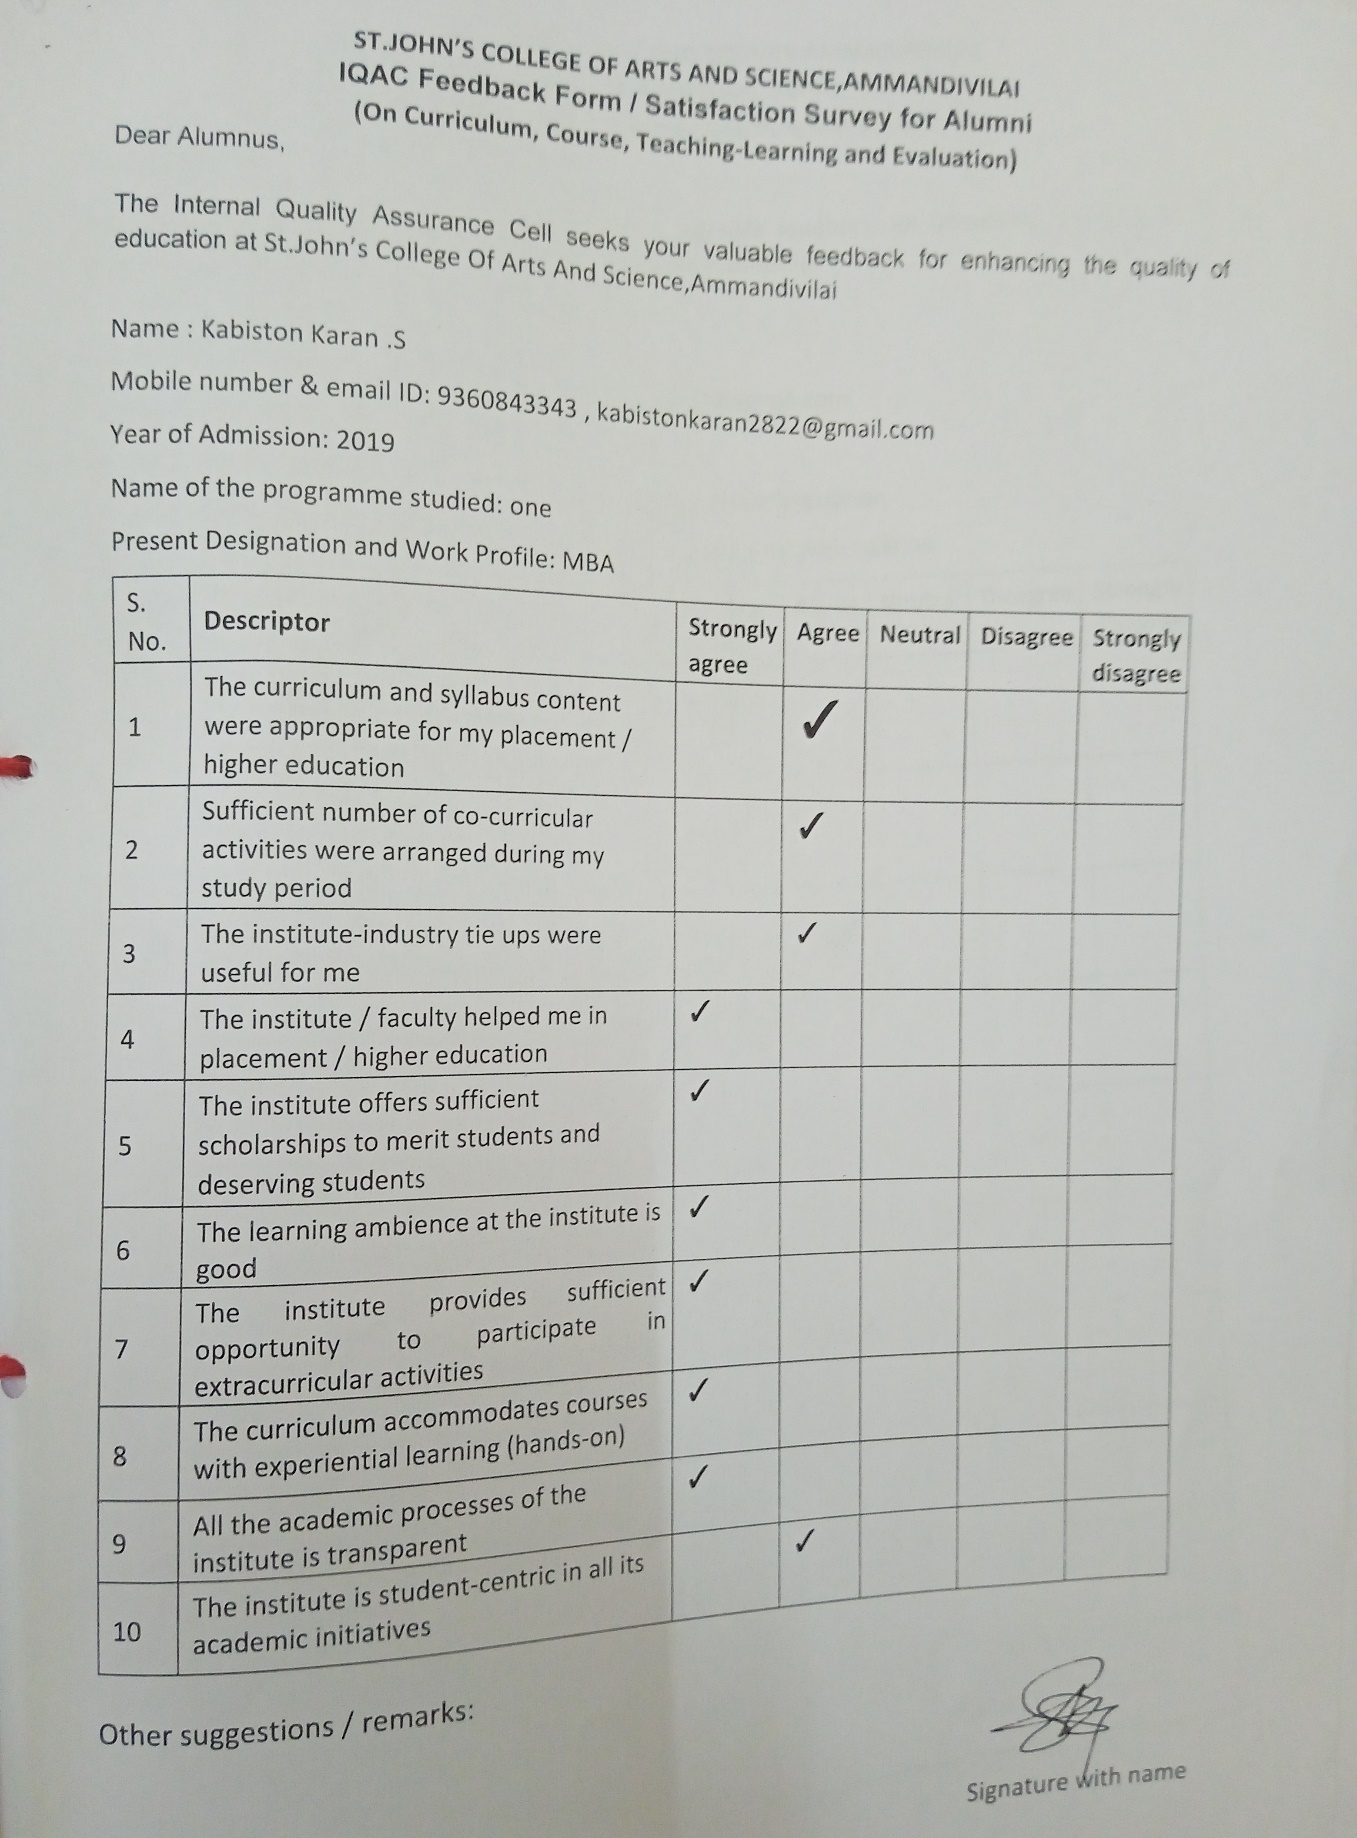 ST.JOHN'S COLLEGE OF ARTS AND SCIENCE,AMMANDIVILAI
IQAC Feedback Form / Satisfaction Survey for Alumni
(On Curriculum, Course, Teaching-Learning and Evaluation)
Dear Alumnus,
The Internal Quality Assurance Cell seeks your valuable feedback for enhancing the quality of
education at St.John's College Of Arts And Science,Ammandivilai
Name : Kabiston Karan .S
Mobile number & email ID: 9360843343 , kabistonkaran2822@gmail.com
Year of Admission: 2019
Name of the programme studied: one
Present Designation and Work Profile: MBA
S. No. Descriptor Strongly agree Agree Neutral Disagree Strongly disagree
1 The curriculum and syllabus content
were appropriate for my placement /
higher education ✓
2 Sufficient number of co-curricular
activities were arranged during my
study period ✓
3 The institute-industry tie ups were
useful for me ✓
4 The institute / faculty helped me in
placement / higher education ✓
5 The institute offers sufficient
scholarships to merit students and
deserving students ✓
6 The learning ambience at the institute is
good ✓
7 The institute provides sufficient
opportunity to participate in
extracurricular activities ✓
8 The curriculum accommodates courses
with experiential learning (hands-on) ✓
9 All the academic processes of the
institute is transparent ✓
10 The institute is student-centric in all its
academic initiatives ✓
Other suggestions / remarks:
Signature with name